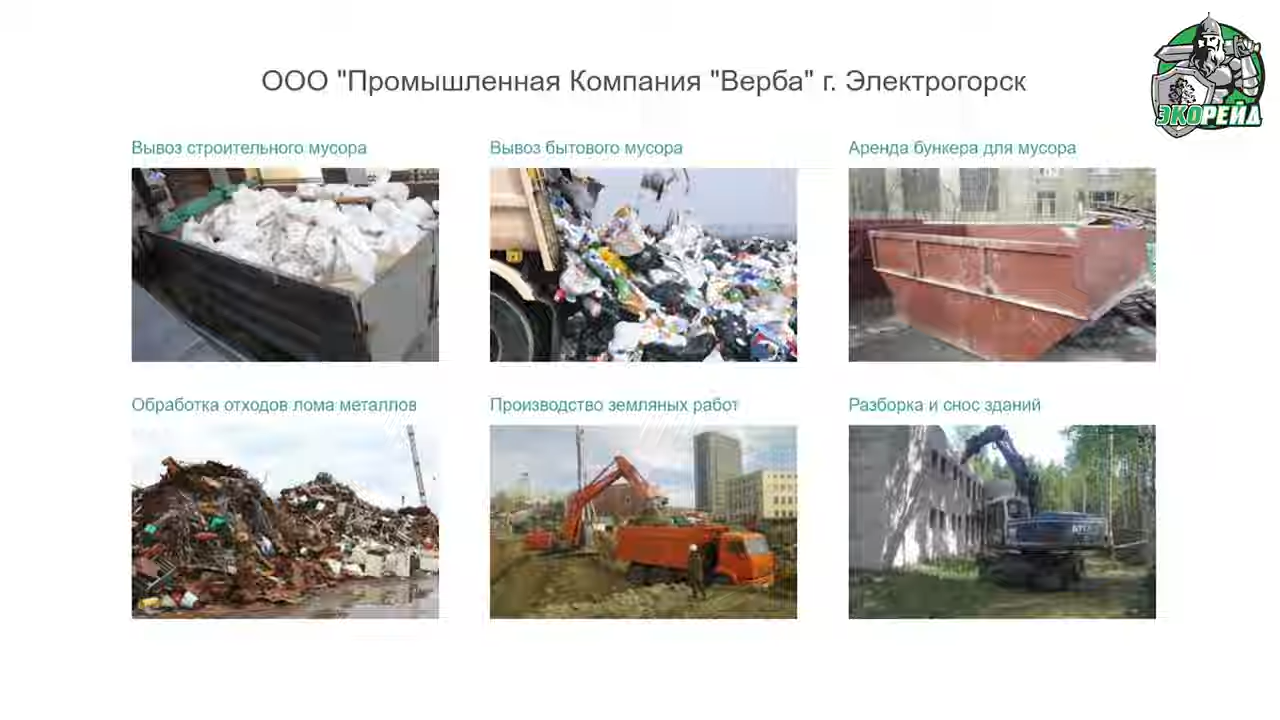 ООО "Промышленная Компания "Верба" г. Электрогорск
ЭКОРЕЙД
Вывоз строительного мусора
Вывоз бытового мусора
Аренда бункера для мусора
Обработка отходов лома металлов
Производство земляных работ
Разборка и снос зданий